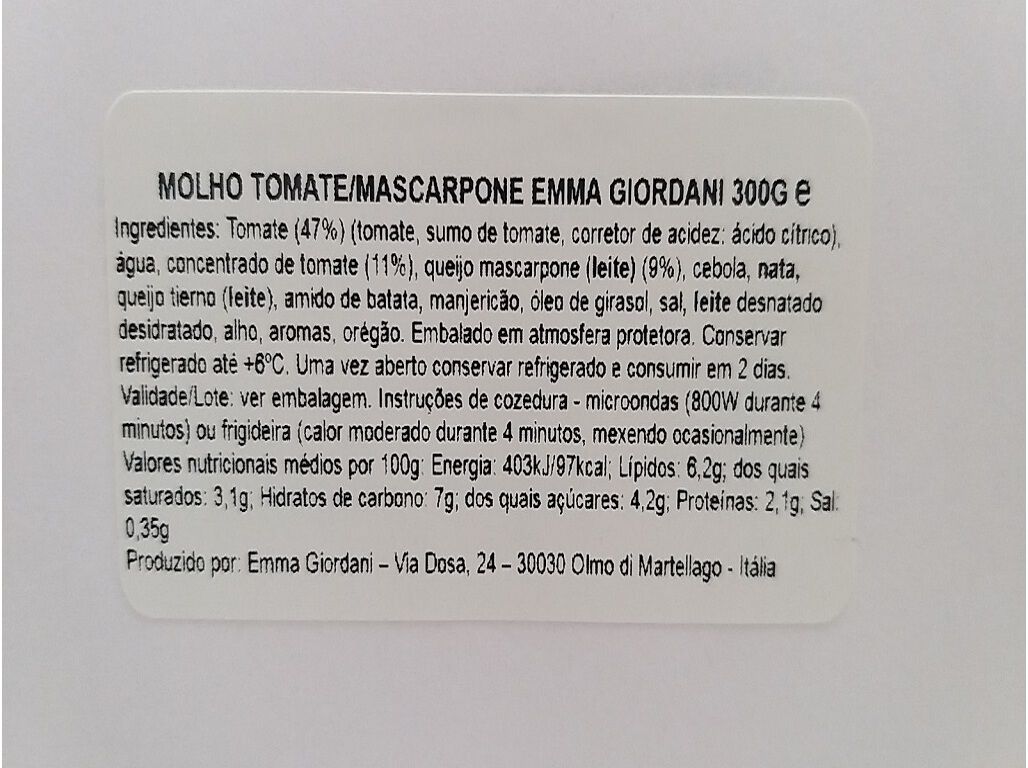 MOLHO TOMATE/MASCARPONE EMMA GIORDANI 300G e
Ingredientes: Tomate (47%) (tomate, sumo de tomate, corretor de acidez: ácido cítrico),
água, concentrado de tomate (11%), queijo mascarpone (leite) (9%), cebola, nata,
queijo tierno (leite), amido de batata, manjericão, óleo de girasol, sal, leite desnatado
desidratado, alho, aromas, orégão. Embalado em atmosfera protetora. Conservar
refrigerado até +6ºC. Uma vez aberto conservar refrigerado e consumir em 2 dias.
Validade/Lote: ver embalagem. Instruções de cozedura - microondas (800W durante 4
minutos) ou frigideira (calor moderado durante 4 minutos, mexendo ocasionalmente)
Valores nutricionais médios por 100g: Energia: 403kJ/97kcal; Lípidos: 6,2g; dos quais
saturados: 3,1g; Hidratos de carbono: 7g; dos quais açúcares: 4,2g; Proteínas: 2,1g; Sal:
0,35g
Produzido por: Emma Giordani – Via Dosa, 24 – 30030 Olmo di Martellago - Itália